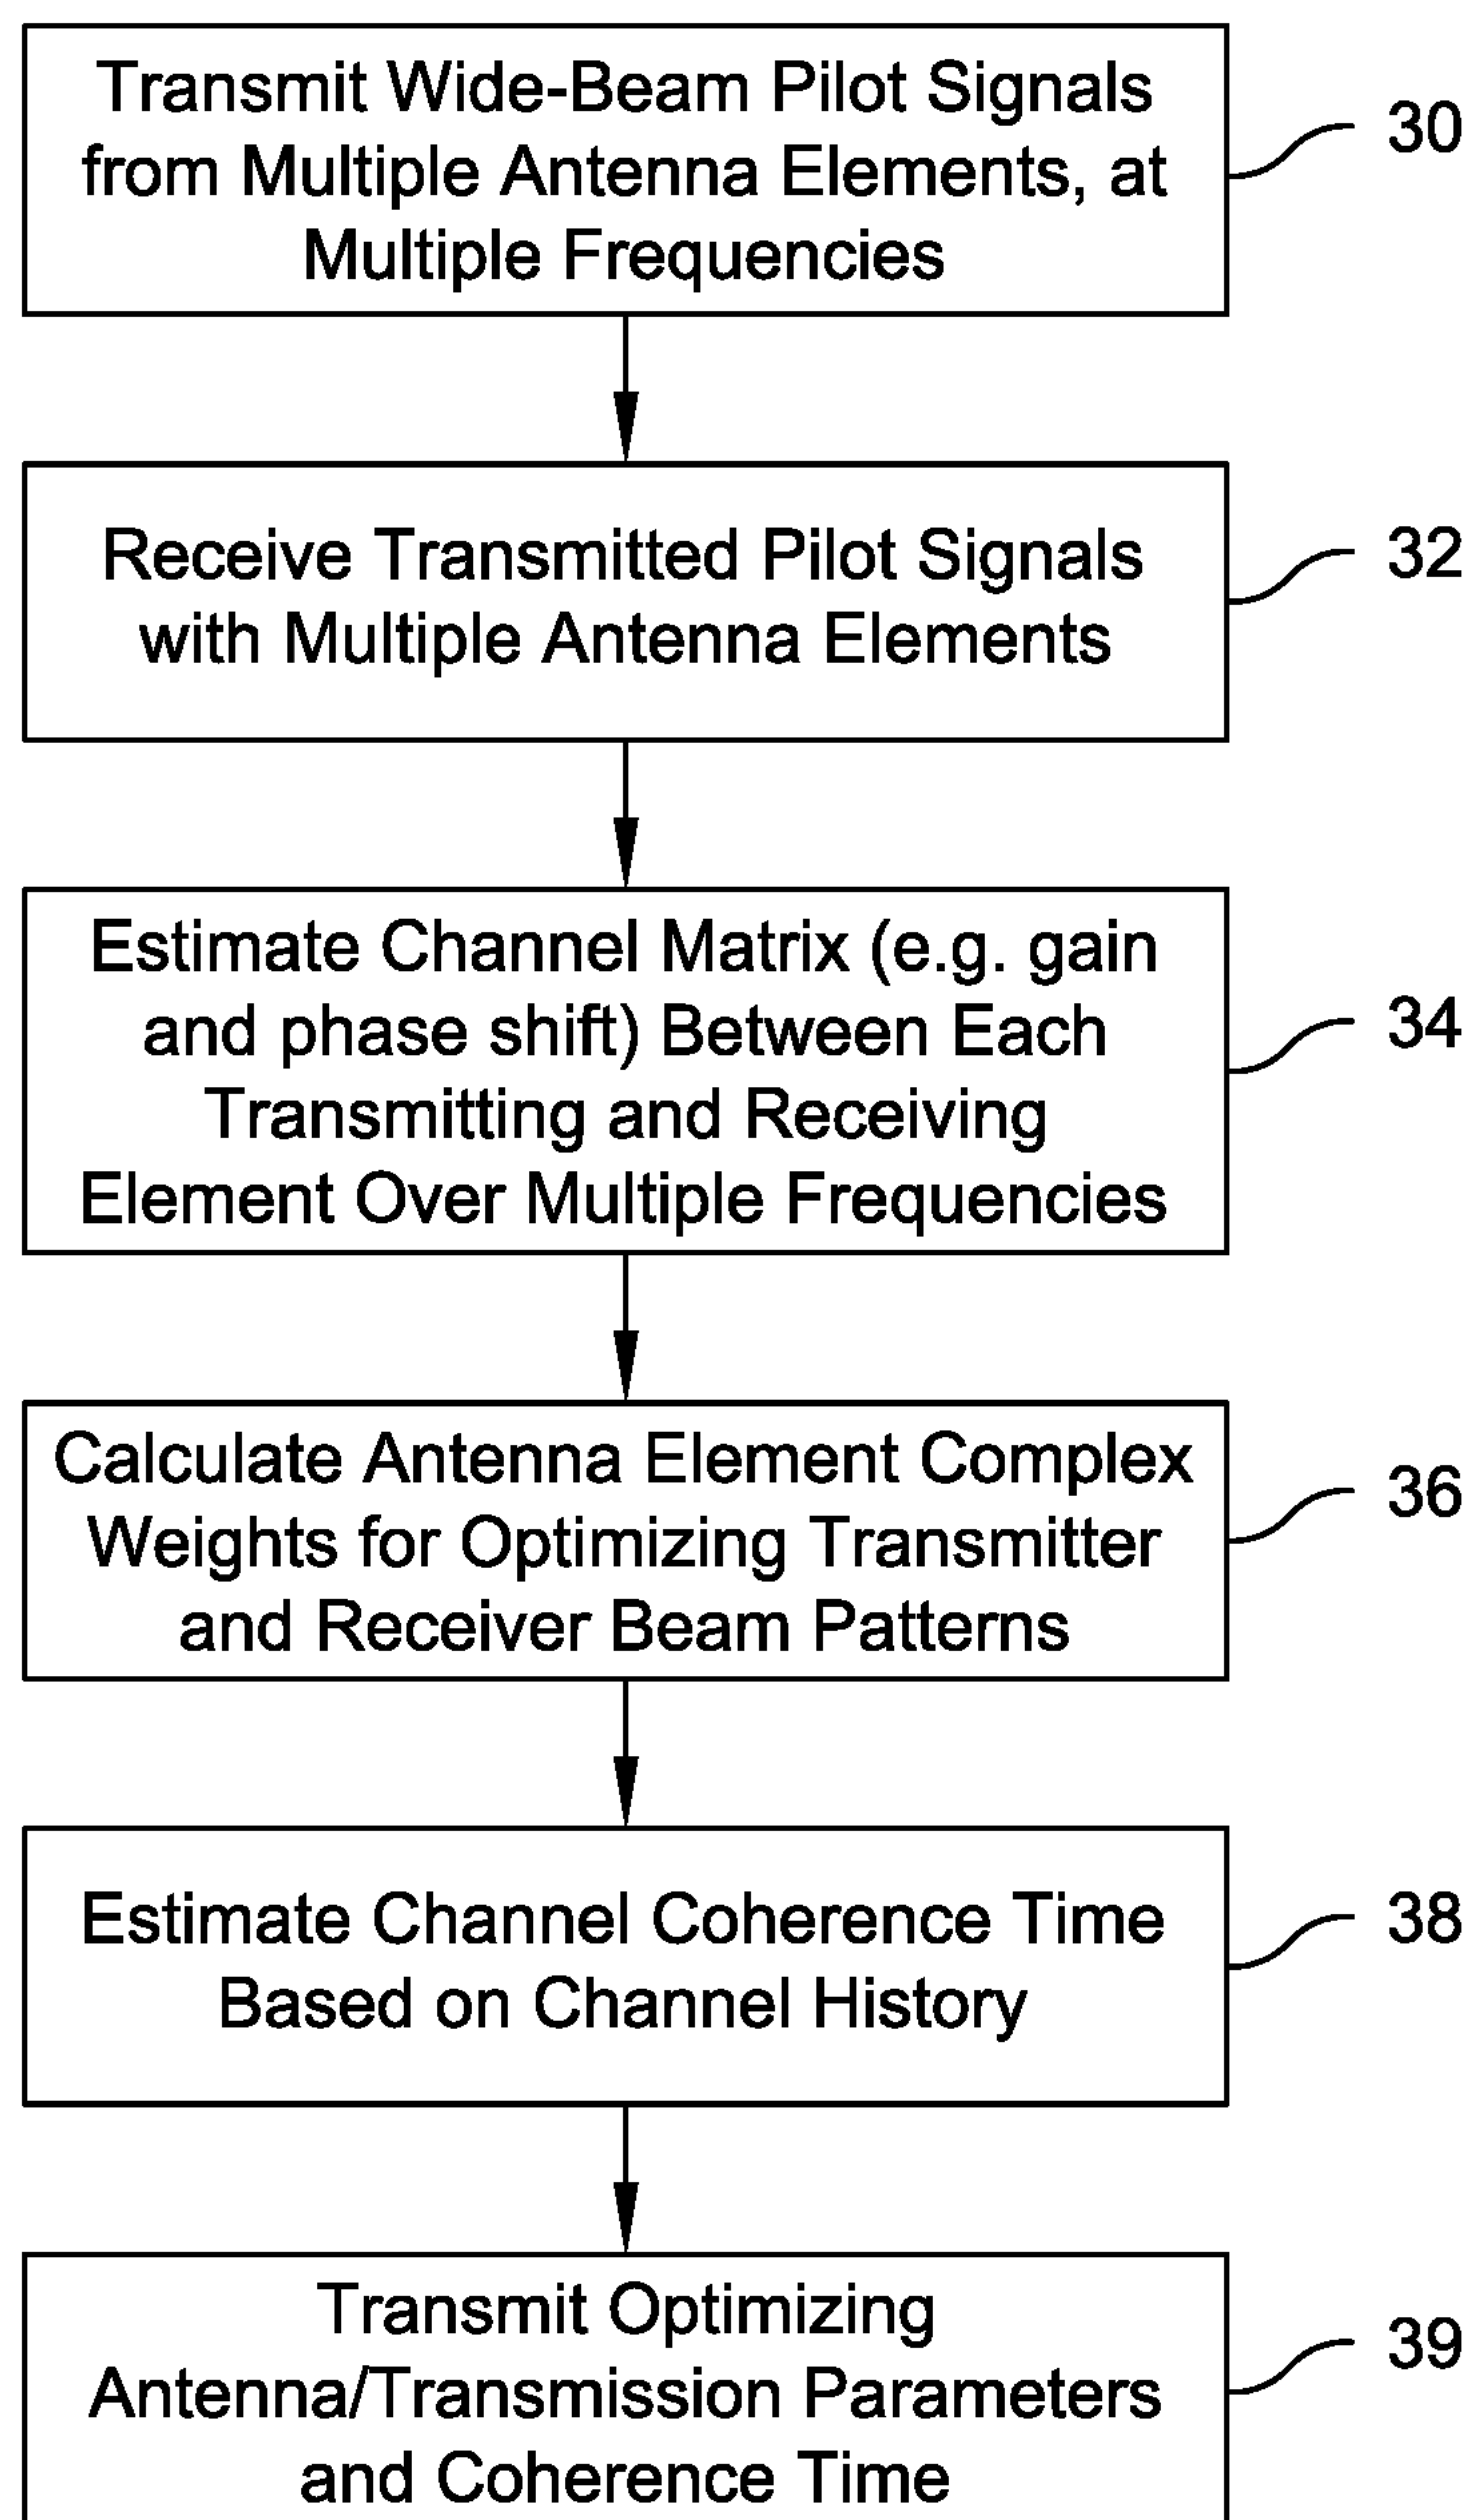 Transmit Wide-Beam Pilot Signals
from Multiple Antenna Elements, at
Multiple Frequencies
30
Receive Transmitted Pilot Signals
with Multiple Antenna Elements
32
Estimate Channel Matrix (e.g. gain
and phase shift) Between Each
Transmitting and Receiving
Element Over Multiple Frequencies
34
Calculate Antenna Element Complex
Weights for Optimizing Transmitter
and Receiver Beam Patterns
36
Estimate Channel Coherence Time
Based on Channel History
38
Transmit Optimizing
Antenna/Transmission Parameters
and Coherence Time
39